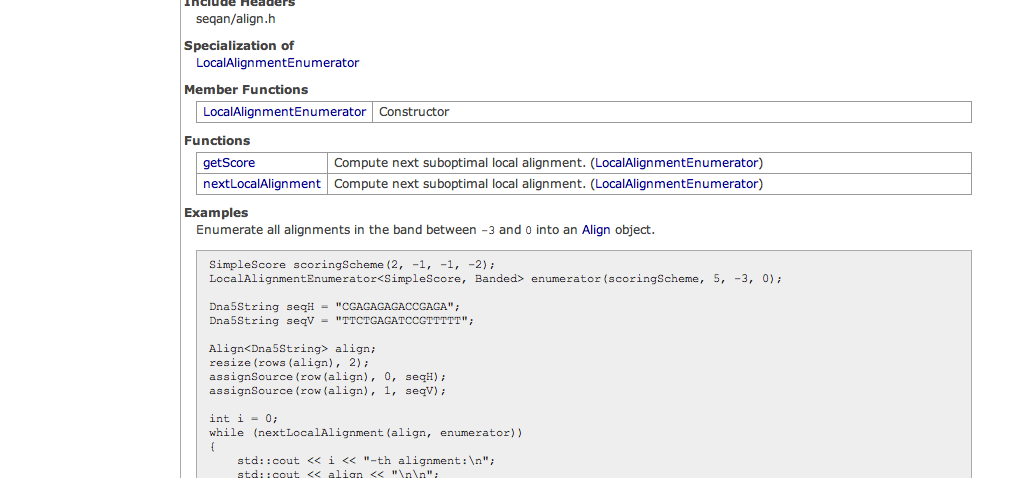 Include Headers
seqan/align.h
Specialization of
LocalAlignmentEnumerator
Member Functions
LocalAlignmentEnumerator Constructor
Functions
getScore Compute next suboptimal local alignment. (LocalAlignmentEnumerator)
nextLocalAlignment Compute next suboptimal local alignment. (LocalAlignmentEnumerator)
Examples
Enumerate all alignments in the band between -3 and 0 into an Align object.
SimpleScore scoringScheme(2, -1, -1, -2);
LocalAlignmentEnumerator<SimpleScore, Banded> enumerator(scoringScheme, 5, -3, 0);
Dna5String seqH = "CGAGAGAGACCGAGA";
Dna5String seqV = "TTCTGAGATCCGTTTTT";
Align<Dna5String> align;
resize(rows(align), 2);
assignSource(row(align), 0, seqH);
assignSource(row(align), 1, seqV);
int i = 0;
while (nextLocalAlignment(align, enumerator))
{
    std::cout << i << "-th alignment:\n";
    std::cout << align << "\n\n";